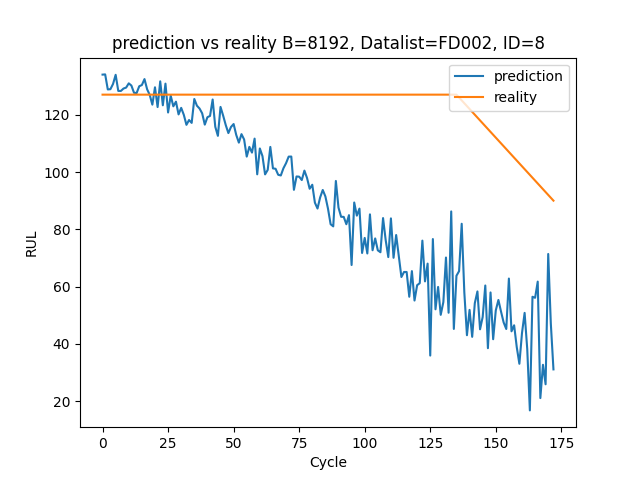 prediction vs reality B=8192, Datalist=FD002, ID=8
prediction
reality
120
100
80
60
40
20
RUL
0 25 50 75 100 125 150 175
Cycle